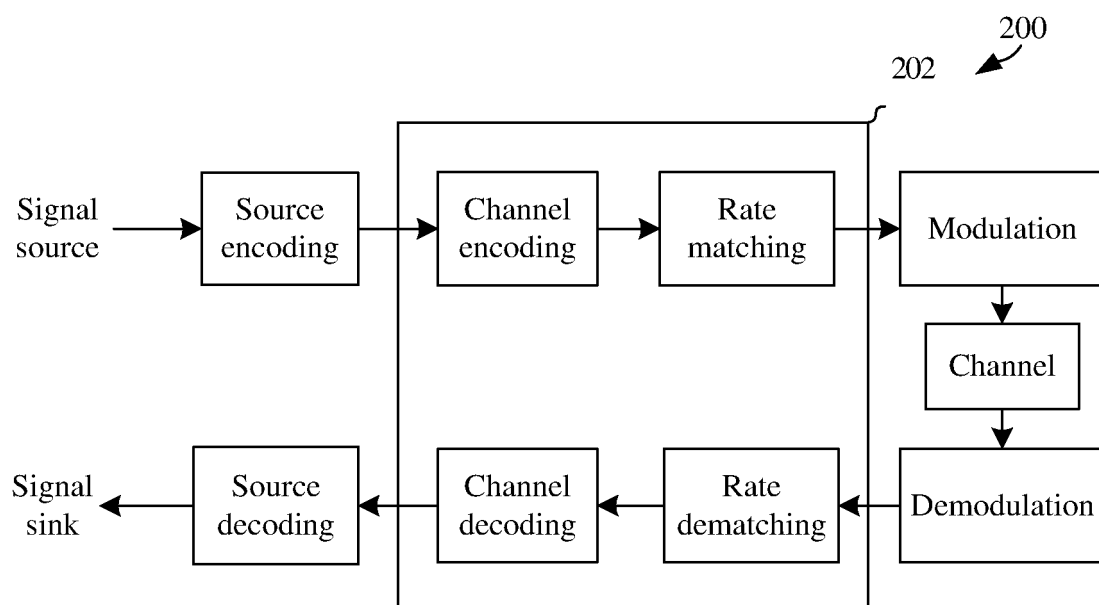 200
202
Signal
source
Source
encoding
Channel
encoding
Rate
matching
Modulation
Channel
Signal
sink
Source
decoding
Channel
decoding
Rate
dematching
Demodulation